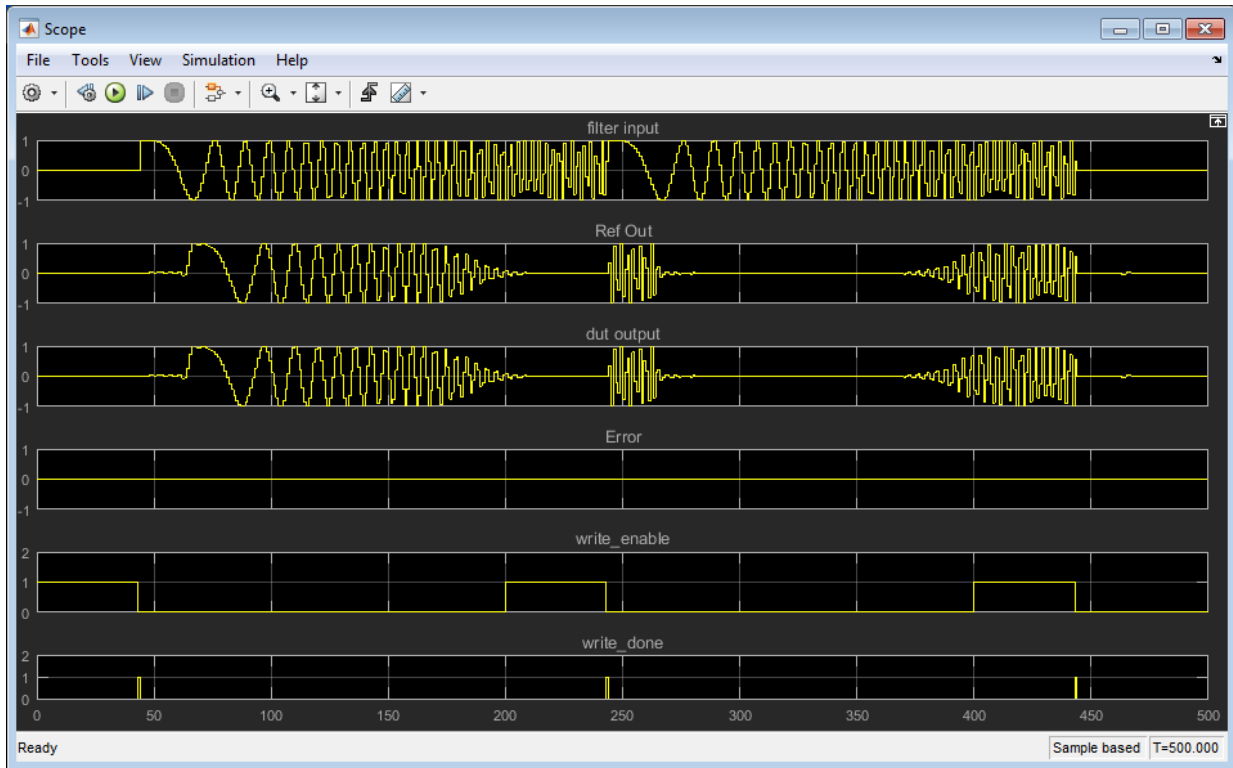 Scope
File Tools View Simulation Help
filter input
1
0
-1
Ref Out
1
0
-1
dut output
1
0
-1
Error
1
0
-1
write_enable
2
1
0
write_done
2
1
0
0 50 100 150 200 250 300 350 400 450 500
Ready Sample based T=500.000